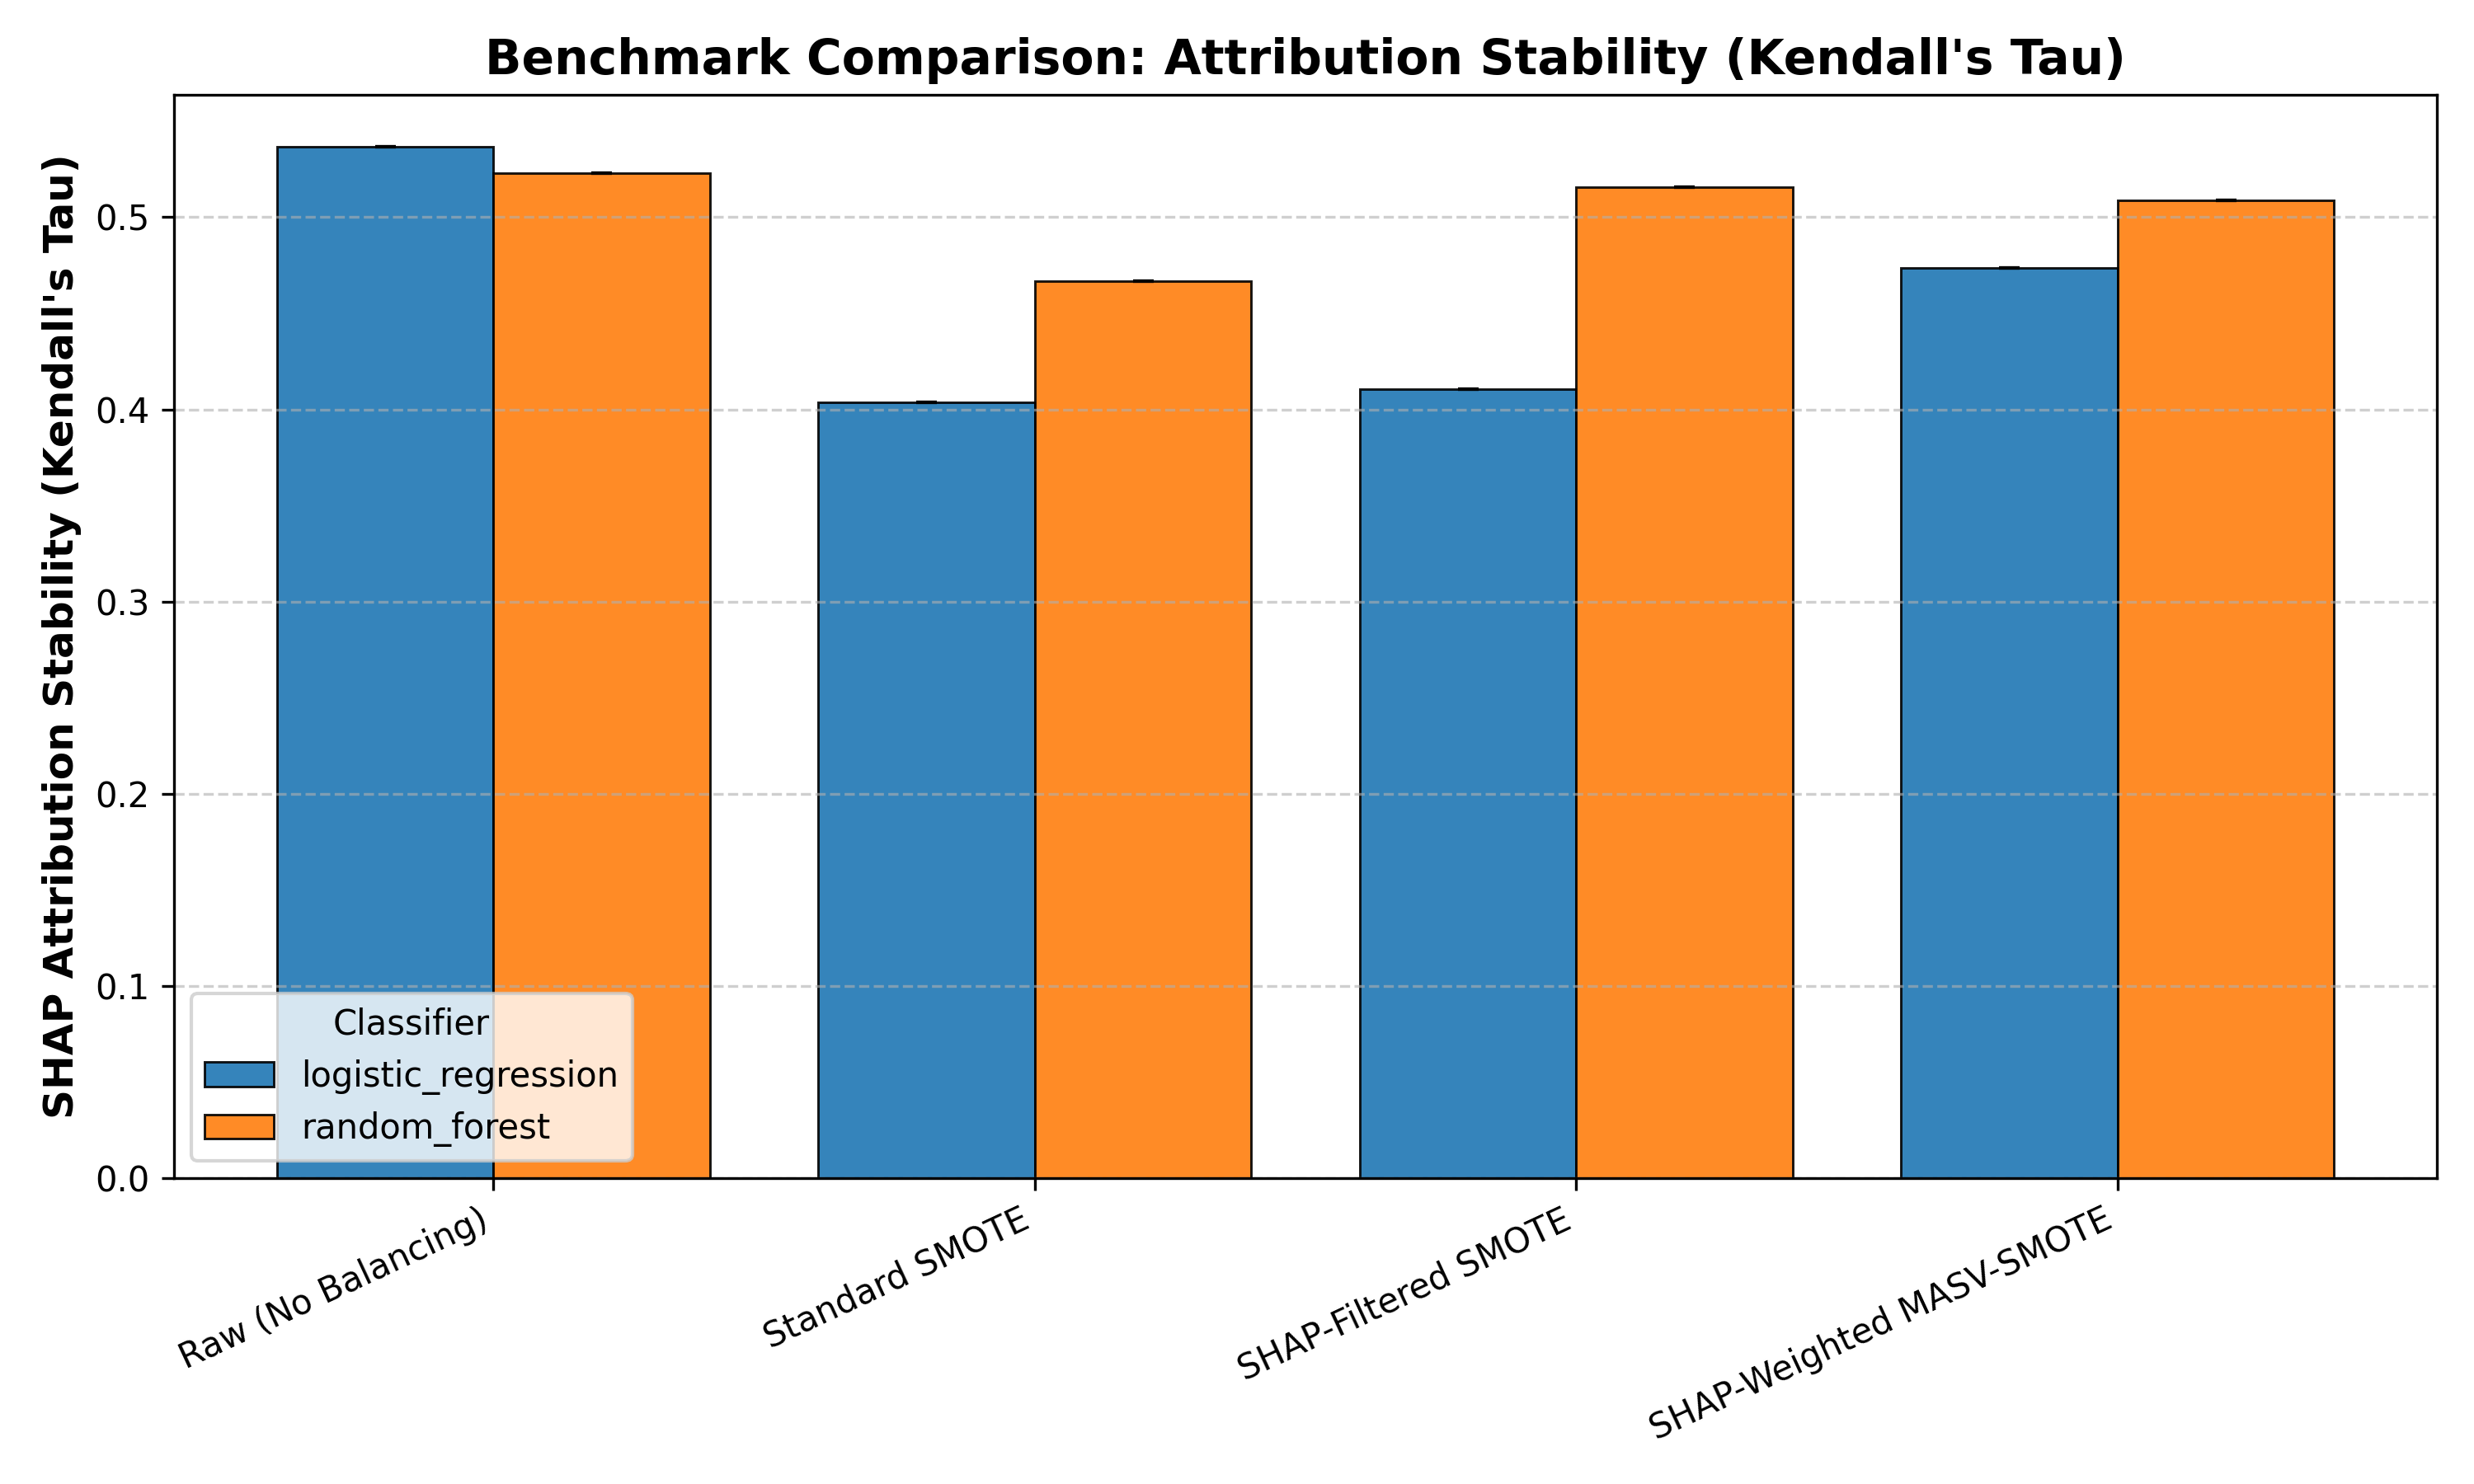 Benchmark Comparison: Attribution Stability (Kendall's Tau)
SHAP Attribution Stability (Kendall's Tau)
0.5
0.4
0.3
0.2
0.1
0.0
Classifier
logistic_regression
random_forest
Raw (No Balancing)
Standard SMOTE
SHAP-Filtered SMOTE
SHAP-Weighted MASV-SMOTE